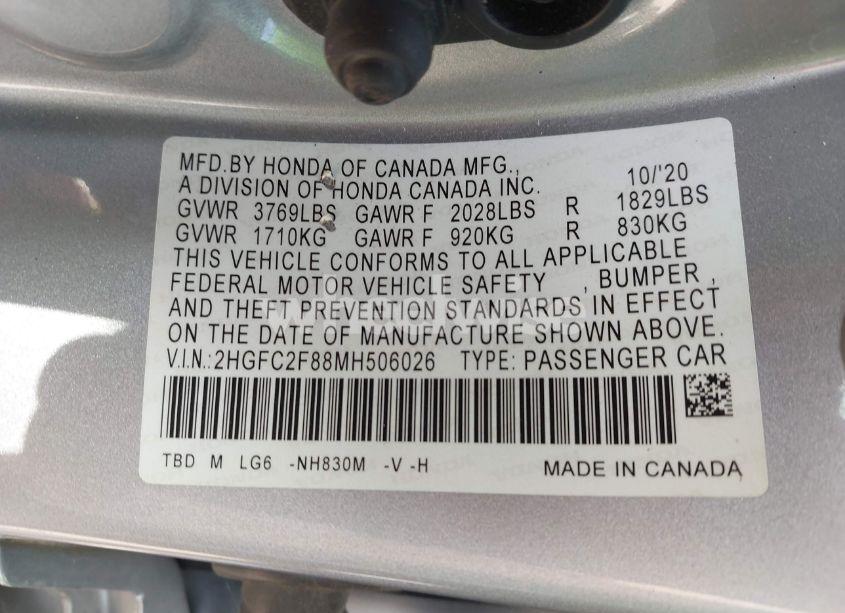 MFD.BY HONDA OF CANADA MFG.,
A DIVISION OF HONDA CANADA INC. 10/'20
GVWR 3769LBS GAWR F 2028LBS R 1829LBS
GVWR 1710KG GAWR F 920KG R 830KG
THIS VEHICLE CONFORMS TO ALL APPLICABLE
FEDERAL MOTOR VEHICLE SAFETY , BUMPER ,
AND THEFT PREVENTION STANDARDS IN EFFECT
ON THE DATE OF MANUFACTURE SHOWN ABOVE.
V.I.N.:2HGFC2F88MH506026 TYPE: PASSENGER CAR
TBD M LG6 -NH830M -V -H MADE IN CANADA